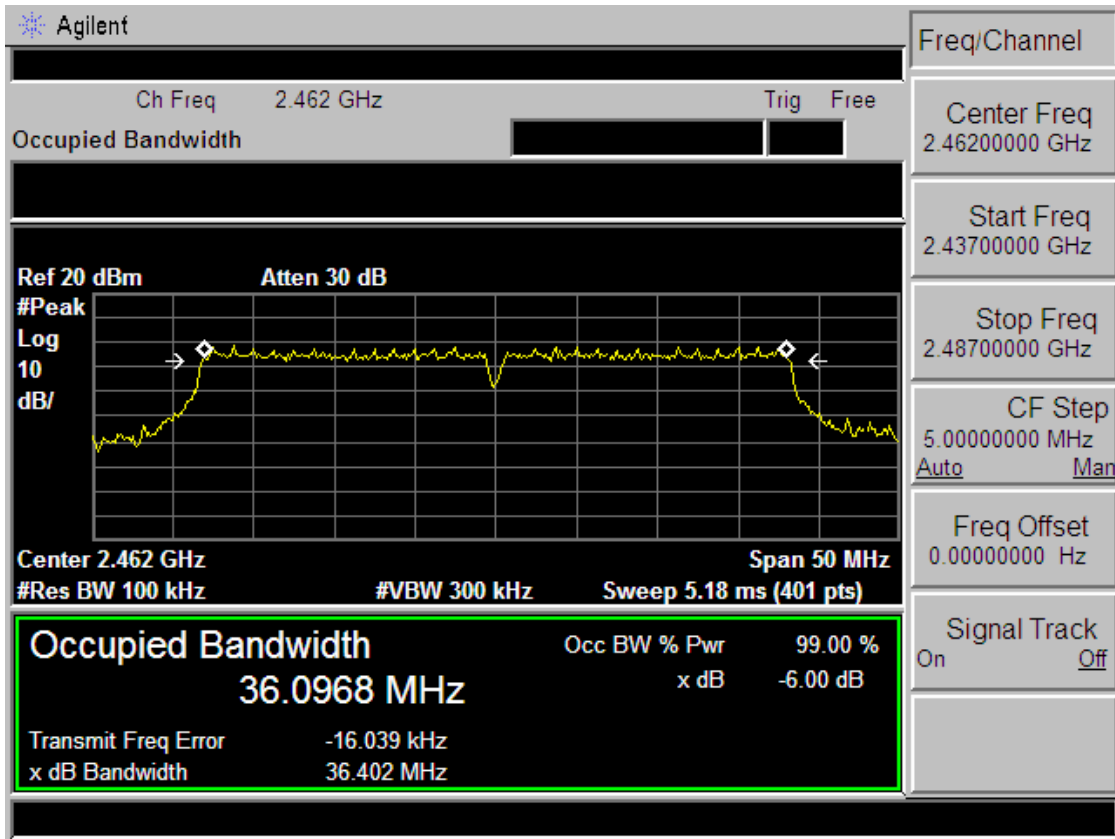 Agilent
Freq/Channel
Ch Freq 2.462 GHz Trig Free
Occupied Bandwidth
Center Freq
2.46200000 GHz
Start Freq
2.43700000 GHz
Stop Freq
2.48700000 GHz
CF Step
5.00000000 MHz
Auto Man
Freq Offset
0.00000000 Hz
Signal Track
On Off
Ref 20 dBm Atten 30 dB
#Peak
Log
10
dB/
Center 2.462 GHz Span 50 MHz
#Res BW 100 kHz #VBW 300 kHz Sweep 5.18 ms (401 pts)
Occupied Bandwidth Occ BW % Pwr 99.00 %
36.0968 MHz x dB -6.00 dB
Transmit Freq Error -16.039 kHz
x dB Bandwidth 36.402 MHz